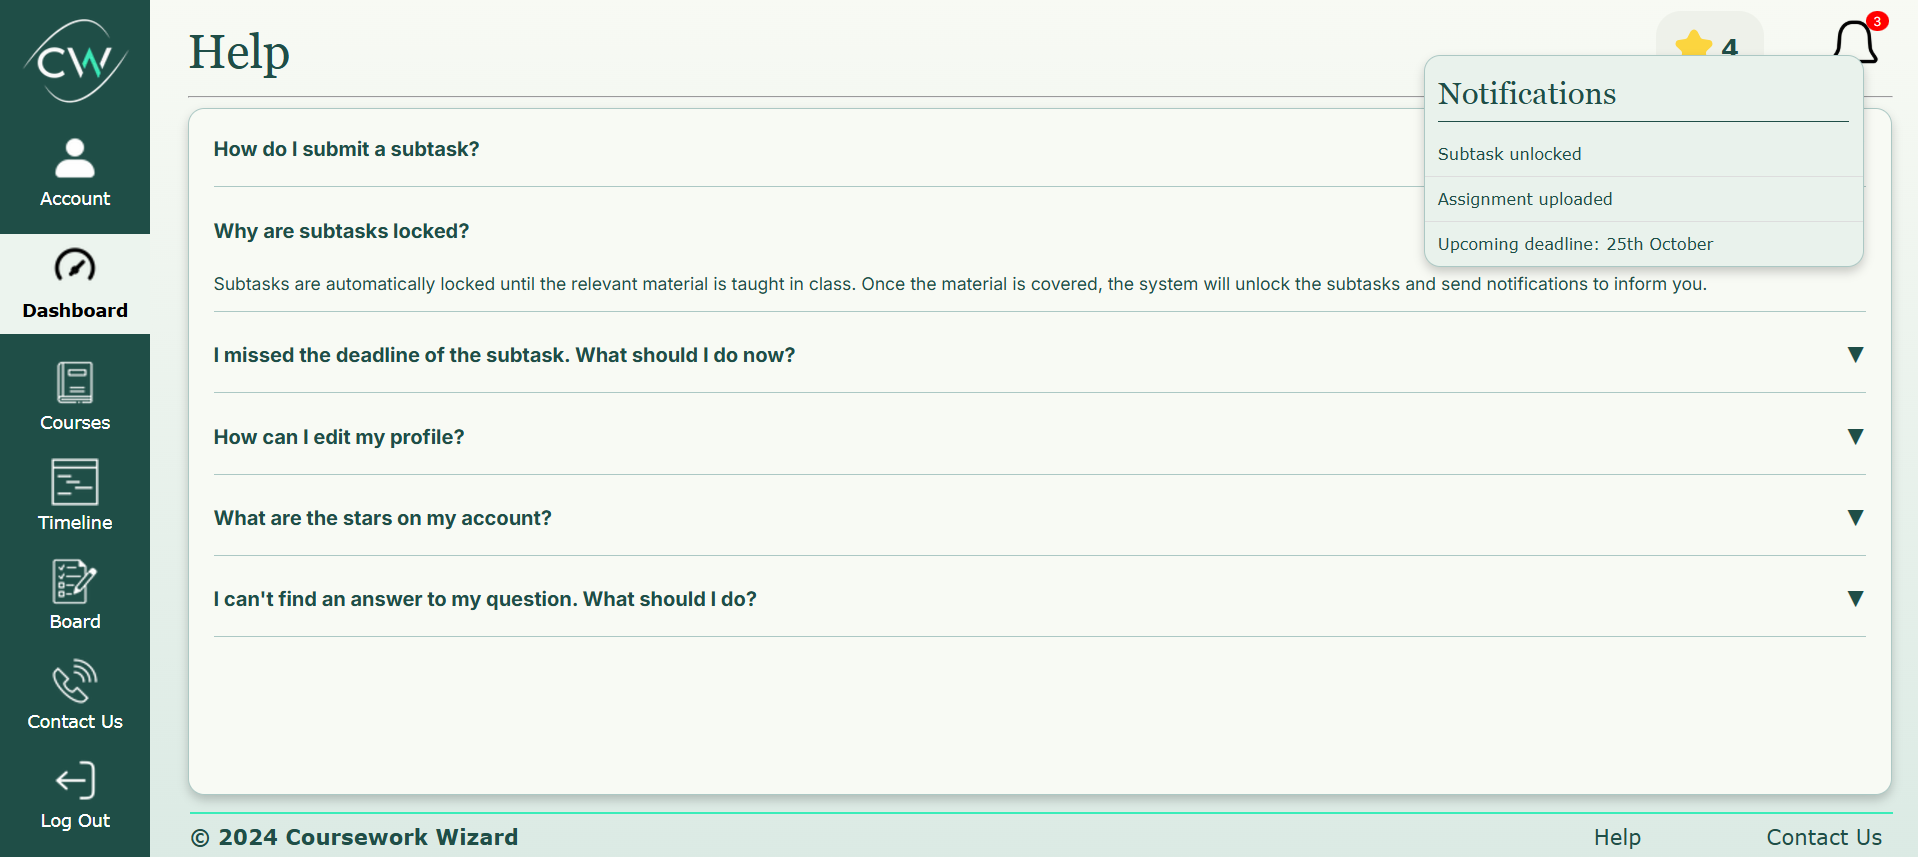 CW
Account
Dashboard
Courses
Timeline
Board
Contact Us
Log Out
Help
4
3
Notifications
Subtask unlocked
Assignment uploaded
Upcoming deadline: 25th October
How do I submit a subtask?
Why are subtasks locked?
Subtasks are automatically locked until the relevant material is taught in class. Once the material is covered, the system will unlock the subtasks and send notifications to inform you.
I missed the deadline of the subtask. What should I do now?
How can I edit my profile?
What are the stars on my account?
I can't find an answer to my question. What should I do?
© 2024 Coursework Wizard
Help
Contact Us